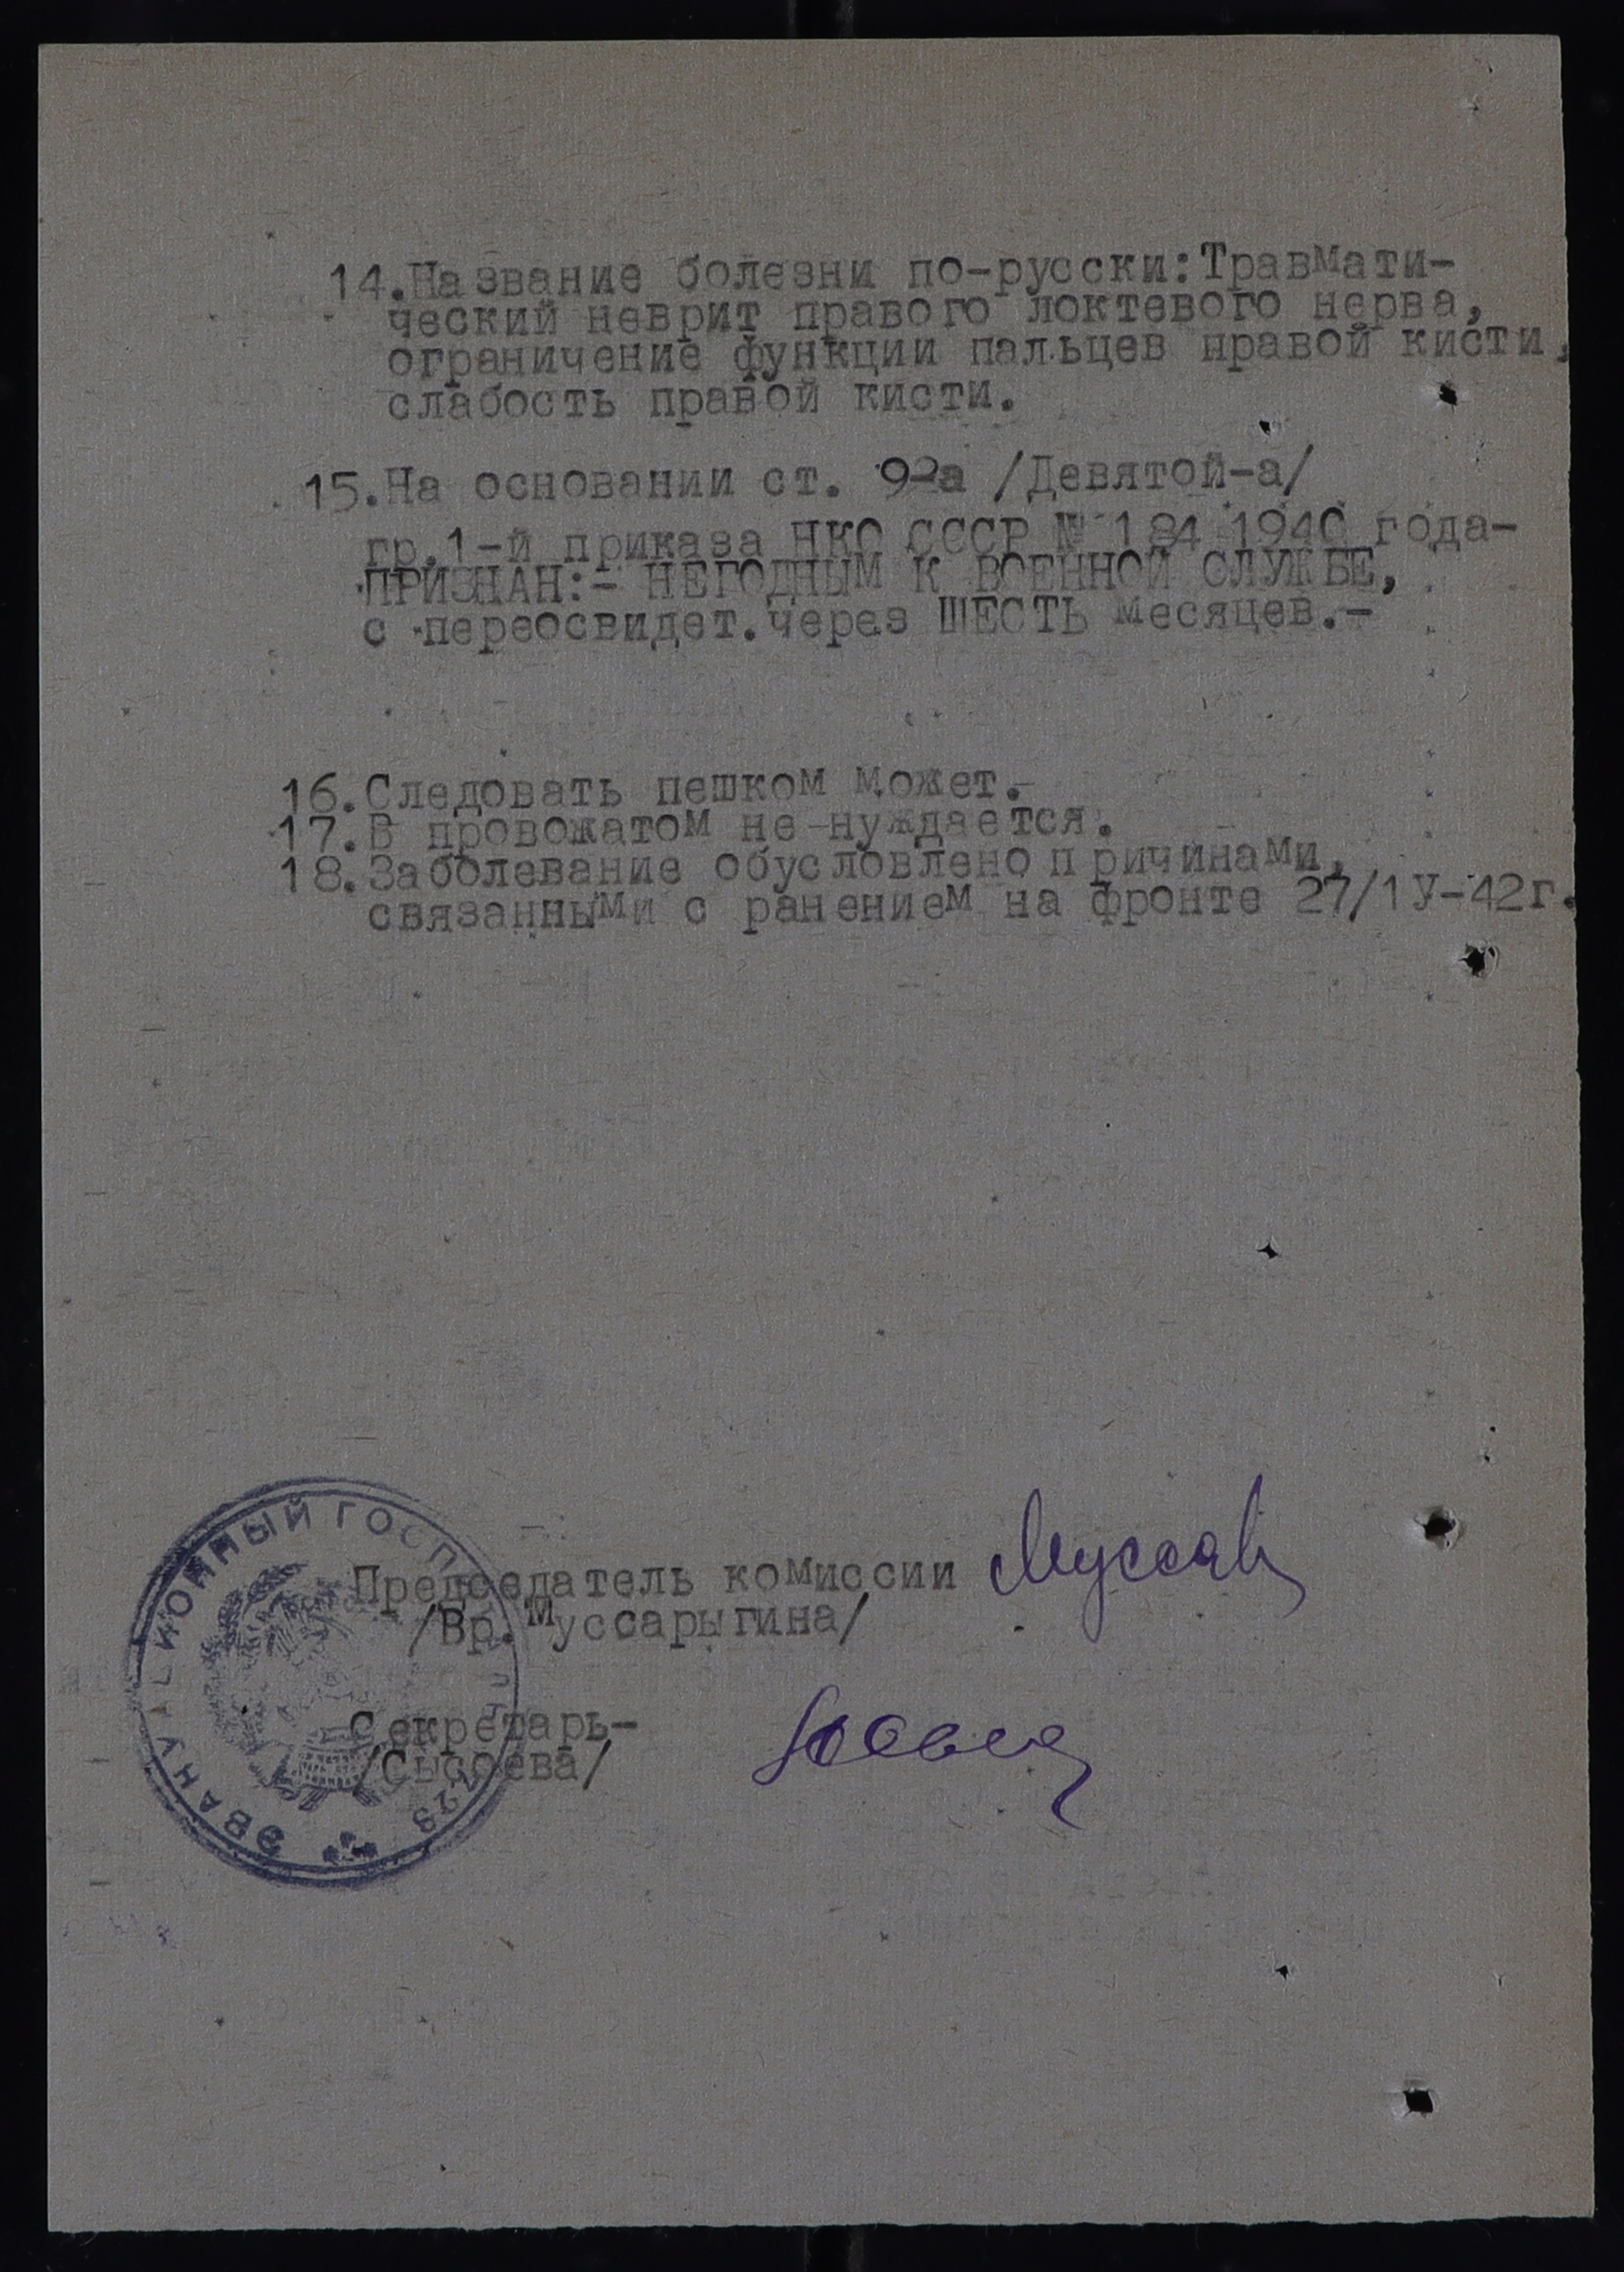 14.Название болезни по-русски:Травмати-
ческий неврит правого локтевого нерва,
ограничение функции пальцев правой кисти,
слабость правой кисти.
15.На основании ст. 9-а /Девятой-а/
гр.1-й приказа НКО СССР № 184 1940 года-
ПРИЗНАН:- НЕГОДНЫМ К ВОЕННОЙ СЛУЖБЕ,
с переосвидет.через ШЕСТЬ месяцев.-
16.Следовать пешком может.-
17.В провожатом не нуждается.
18.Заболевание обусловлено причинами,
связанными с ранением на фронте 27/1У-42г.
Председатель комиссии
/Вр.Муссарыгина/
Секретарь-
/Сысоева/
ЭВАКУАЦИОННЫЙ ГОСП